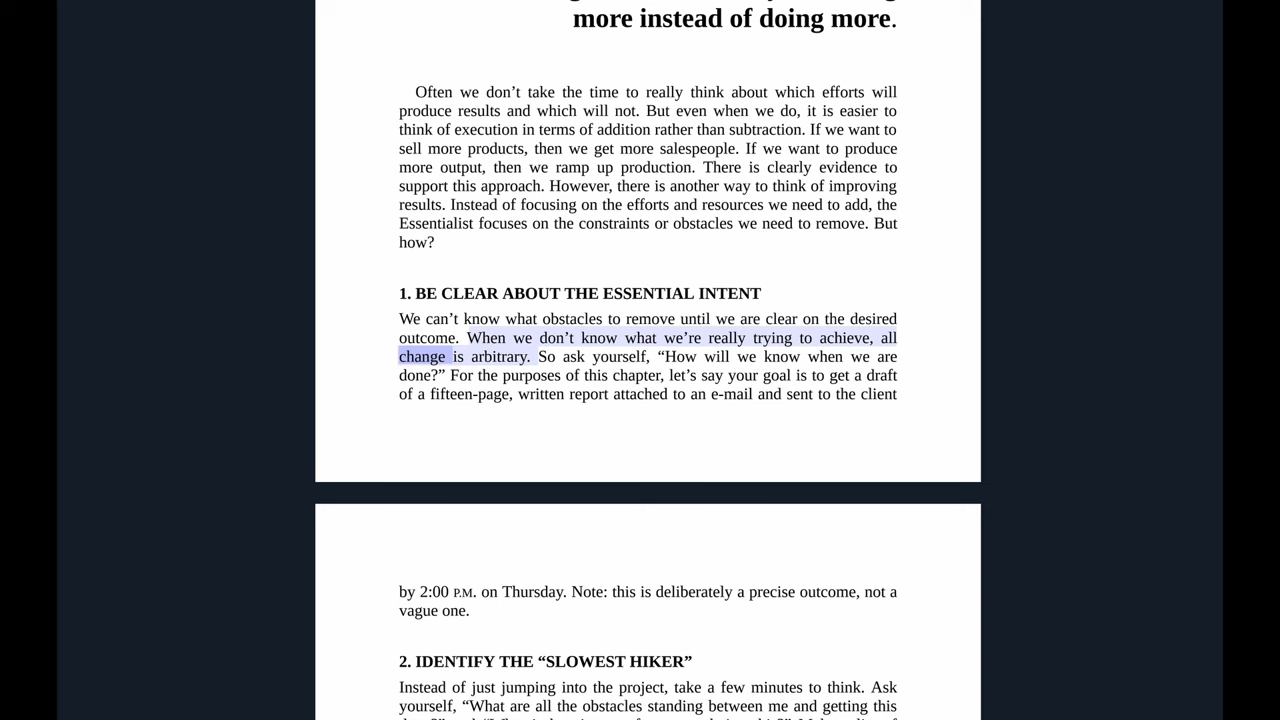 more instead of doing more.
Often we don’t take the time to really think about which efforts will
produce results and which will not. But even when we do, it is easier to
think of execution in terms of addition rather than subtraction. If we want to
sell more products, then we get more salespeople. If we want to produce
more output, then we ramp up production. There is clearly evidence to
support this approach. However, there is another way to think of improving
results. Instead of focusing on the efforts and resources we need to add, the
Essentialist focuses on the constraints or obstacles we need to remove. But
how?
1. BE CLEAR ABOUT THE ESSENTIAL INTENT
We can’t know what obstacles to remove until we are clear on the desired
outcome. When we don’t know what we’re really trying to achieve, all
change is arbitrary. So ask yourself, “How will we know when we are
done?” For the purposes of this chapter, let’s say your goal is to get a draft
of a fifteen-page, written report attached to an e-mail and sent to the client
by 2:00 P.M. on Thursday. Note: this is deliberately a precise outcome, not a
vague one.
2. IDENTIFY THE “SLOWEST HIKER”
Instead of just jumping into the project, take a few minutes to think. Ask
yourself, “What are all the obstacles standing between me and getting this